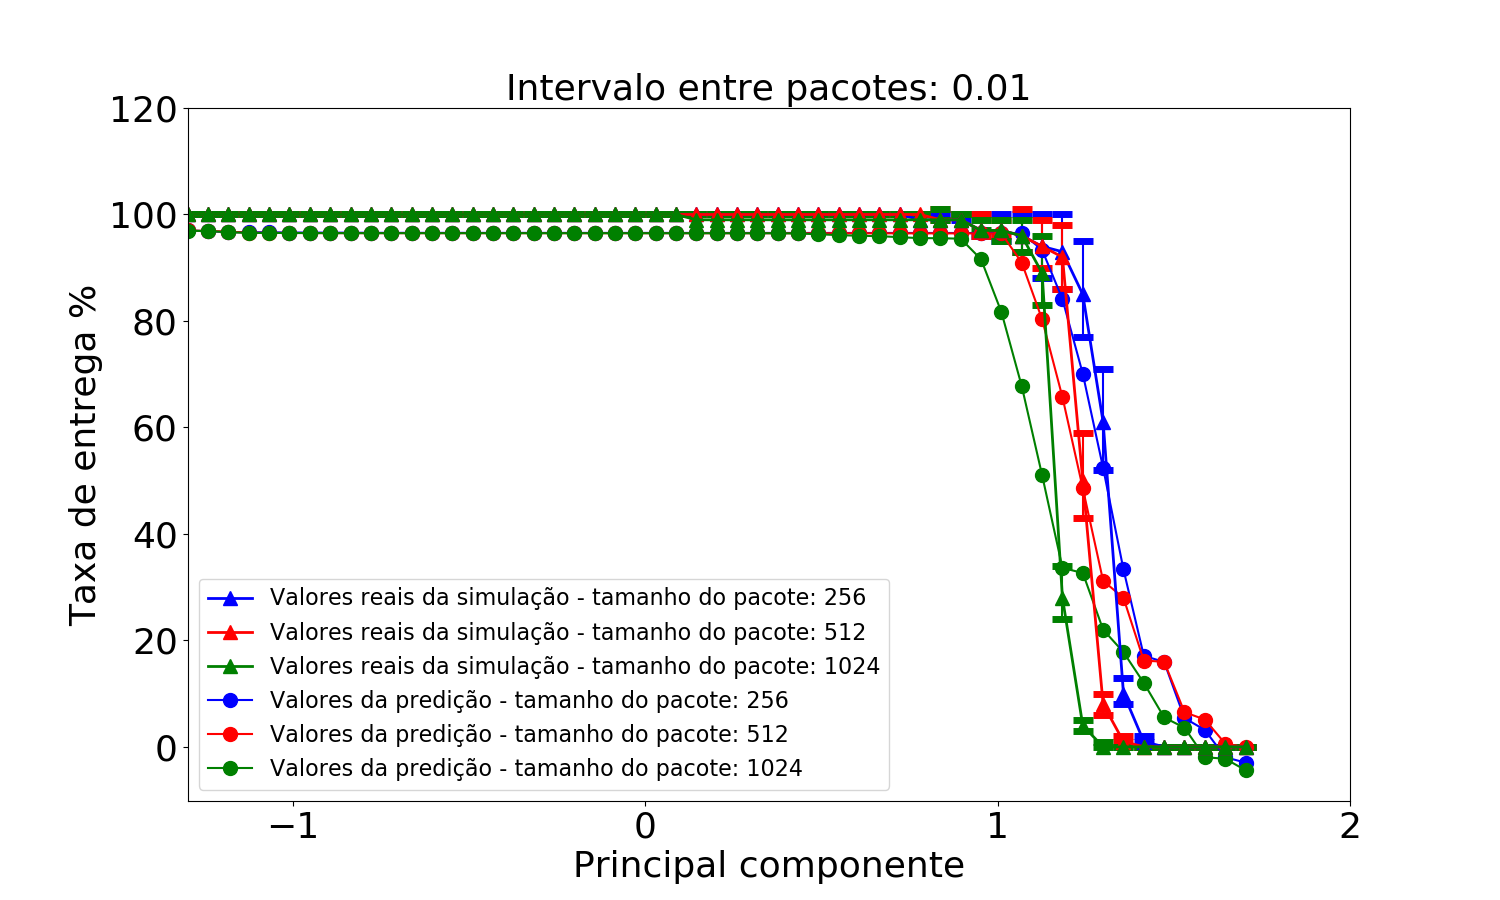 Intervalo entre pacotes: 0.01
120
100
80
60
40
20
0
Taxa de entrega %
Valores reais da simulação - tamanho do pacote: 256
Valores reais da simulação - tamanho do pacote: 512
Valores reais da simulação - tamanho do pacote: 1024
Valores da predição - tamanho do pacote: 256
Valores da predição - tamanho do pacote: 512
Valores da predição - tamanho do pacote: 1024
−1 0 1 2
Principal componente